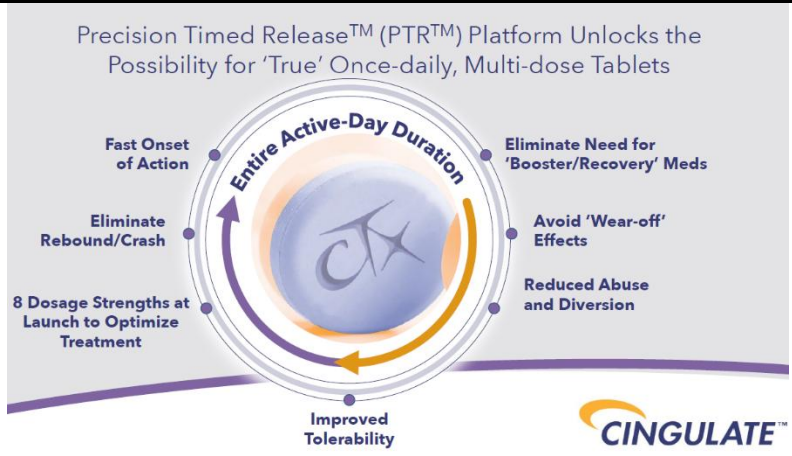 Precision Timed Release™ (PTR™) Platform Unlocks the
Possibility for ‘True’ Once-daily, Multi-dose Tablets
Entire Active-Day Duration
Fast Onset
of Action
Eliminate
Rebound/Crash
8 Dosage Strengths at
Launch to Optimize
Treatment
CTx
Eliminate Need for
‘Booster/Recovery’ Meds
Avoid ‘Wear-off’
Effects
Reduced Abuse
and Diversion
Improved
Tolerability
CINGULATE™